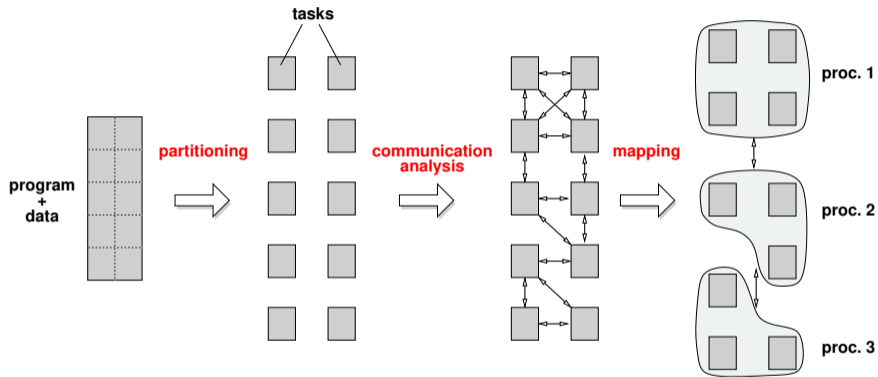 tasks
proc. 1
partitioning
communication
analysis
mapping
program
+
data
proc. 2
proc. 3